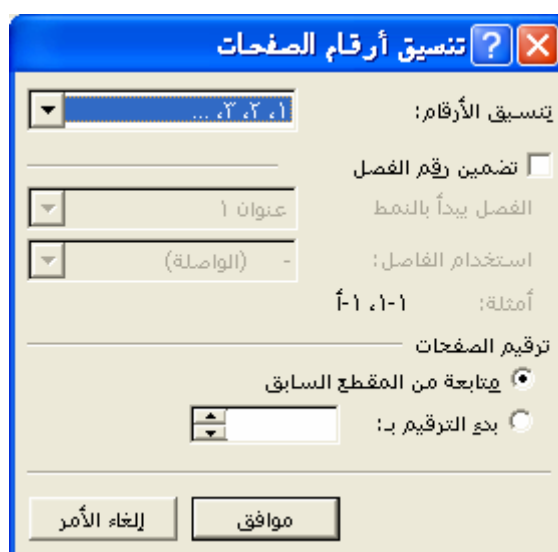 تنسيق أرقام الصفحات
تنسيق الأرقام: ١، ٢، ٣، ...
تضمين رقم الفصل
الفصل يبدأ بالنمط عنوان ١
استخدام الفاصل: - (الواصلة)
أمثلة: ١-١، ١-أ
ترقيم الصفحات
متابعة من المقطع السابق
بدء الترقيم بـ:
موافق إلغاء الأمر